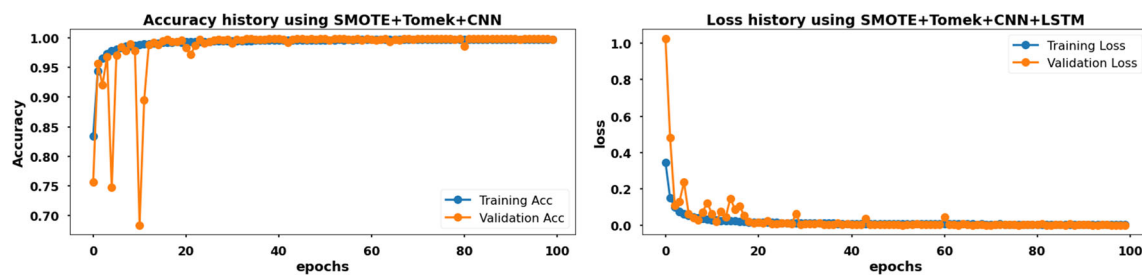 Accuracy history using SMOTE+Tomek+CNN
1.00
0.95
0.90
0.85
0.80
0.75
0.70
Accuracy
Training Acc
Validation Acc
0 20 40 60 80 100
epochs
Loss history using SMOTE+Tomek+CNN+LSTM
1.0
0.8
0.6
0.4
0.2
0.0
loss
Training Loss
Validation Loss
0 20 40 60 80 100
epochs